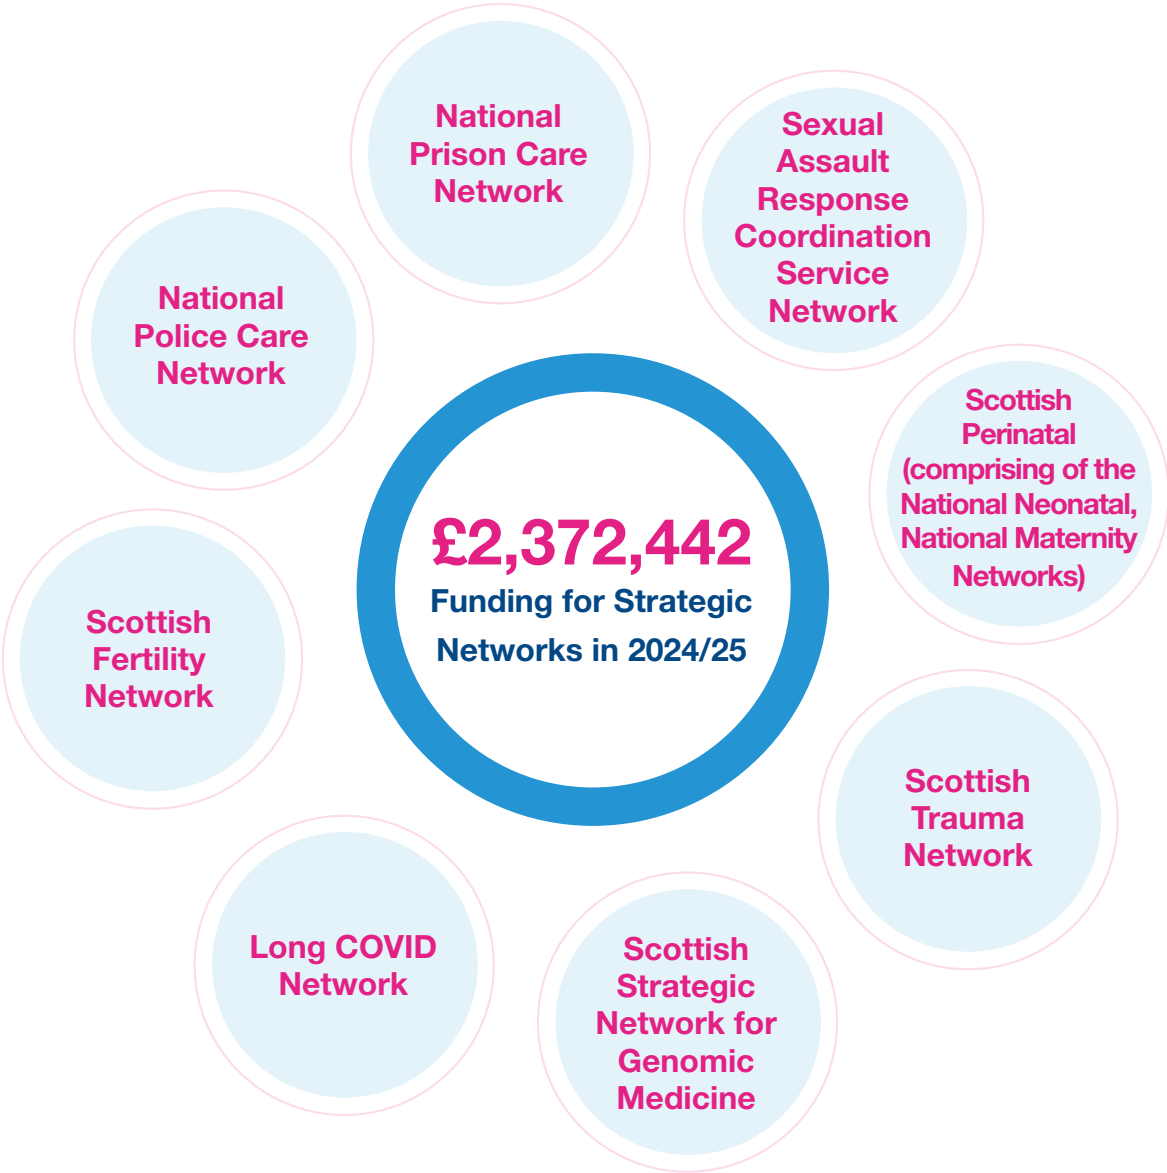 National
Prison Care
Network
Sexual
Assault
Response
Coordination
Service
Network
National
Police Care
Network
Scottish
Perinatal
(comprising of the
National Neonatal,
National Maternity
Networks)
£2,372,442
Funding for Strategic
Networks in 2024/25
Scottish
Fertility
Network
Scottish
Trauma
Network
Long COVID
Network
Scottish
Strategic
Network for
Genomic
Medicine